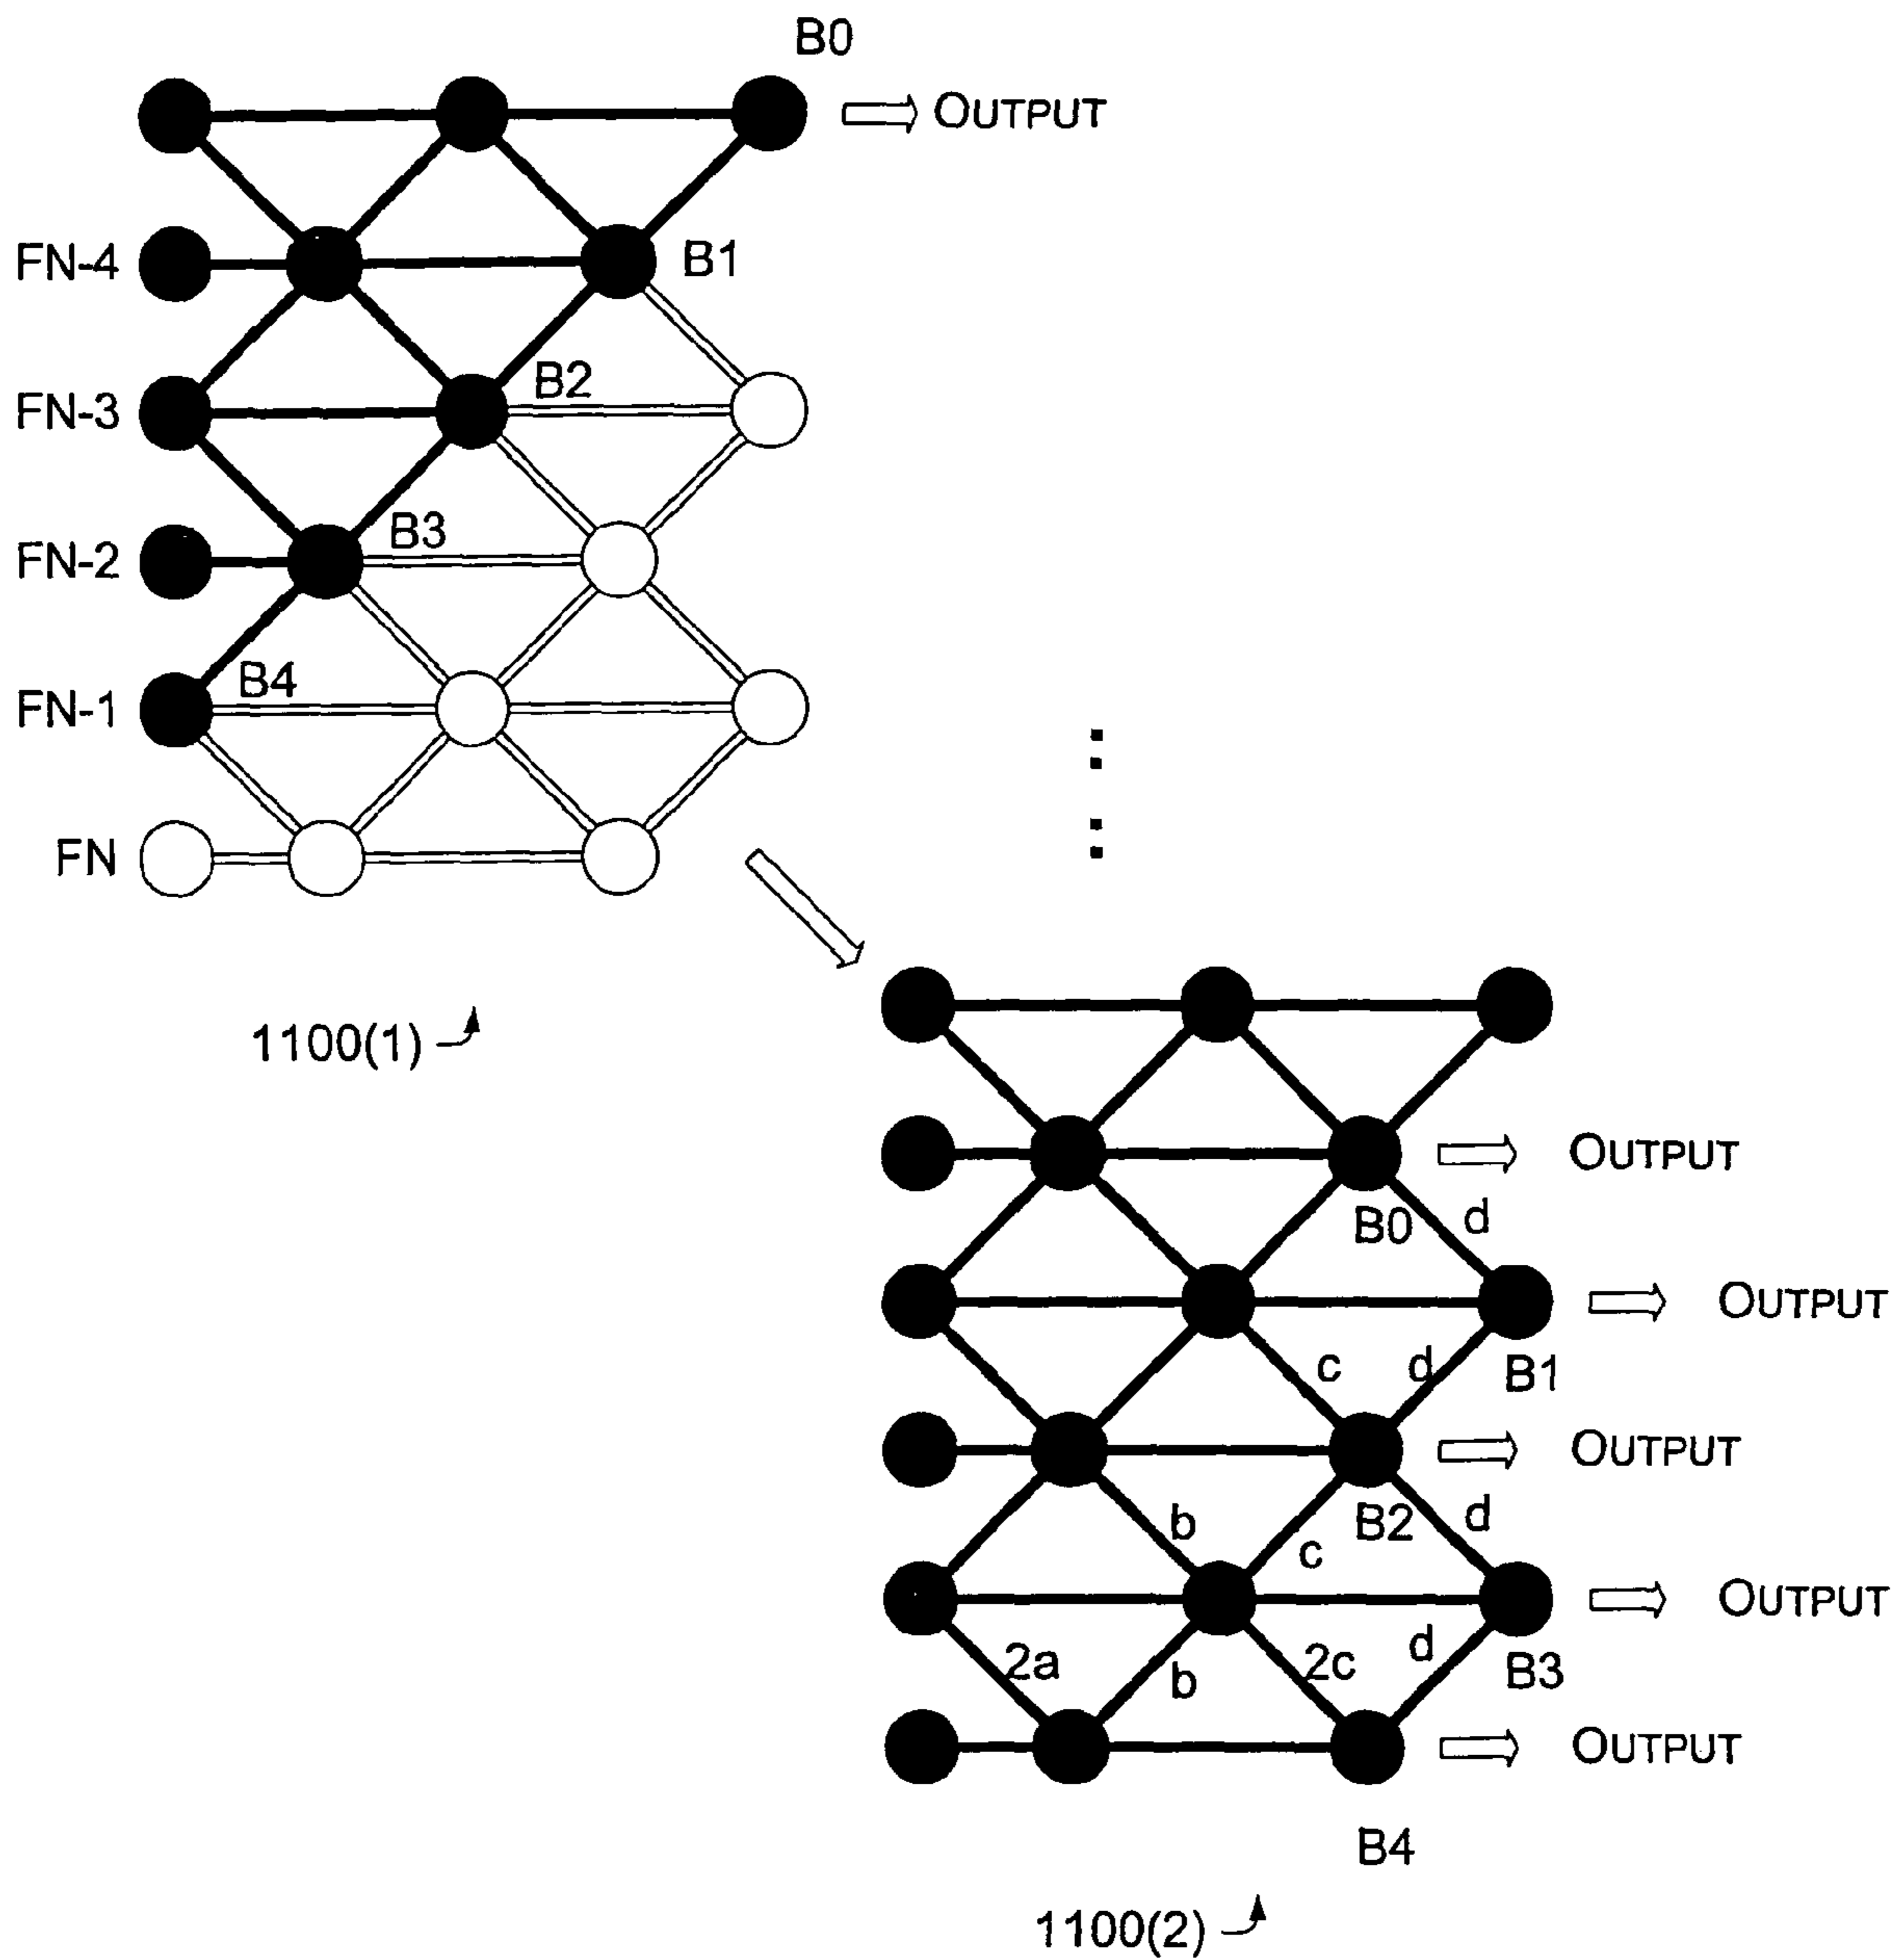 B0
OUTPUT
FN-4
B1
FN-3
B2
FN-2
B3
FN-1
B4
FN
1100(1)
OUTPUT
B0 d
OUTPUT
c d B1
OUTPUT
b B2 d
c
OUTPUT
2a b 2c d B3
OUTPUT
B4
1100(2)